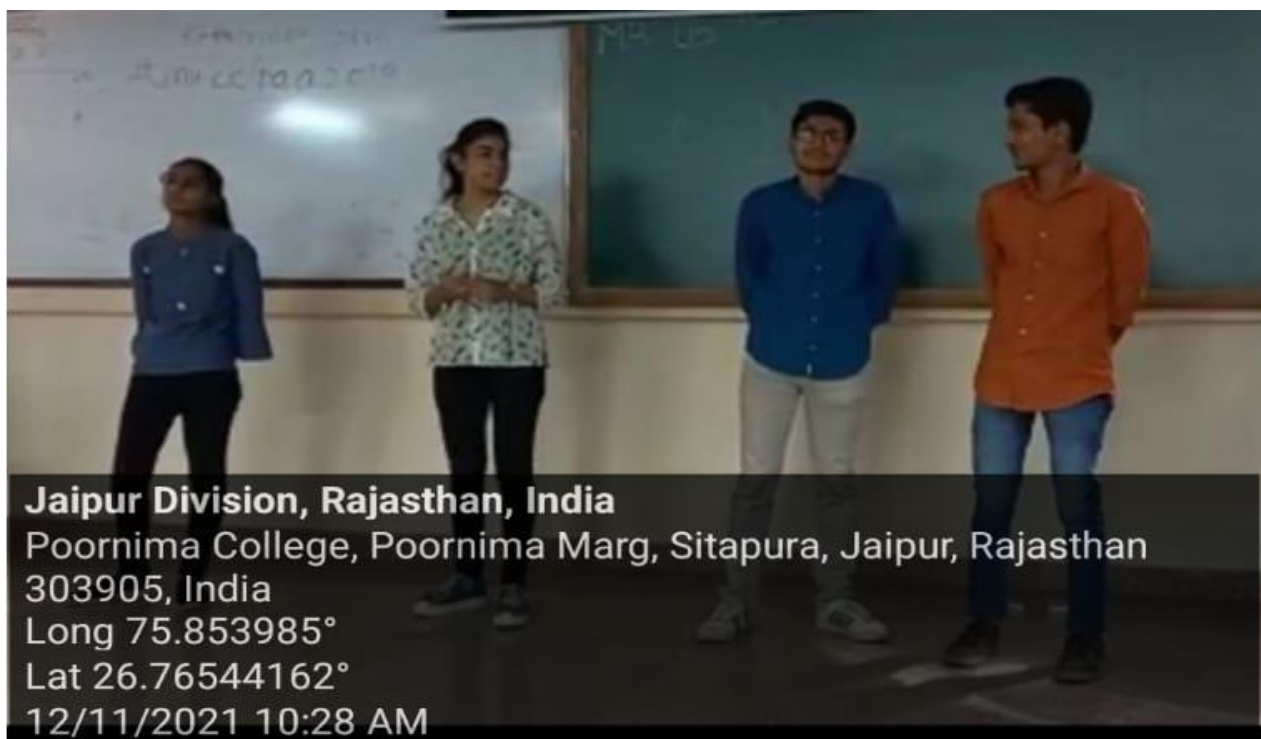 Jaipur Division, Rajasthan, India
Poornima College, Poornima Marg, Sitapura, Jaipur, Rajasthan
303905, India
Long 75.853985°
Lat 26.76544162°
12/11/2021 10:28 AM